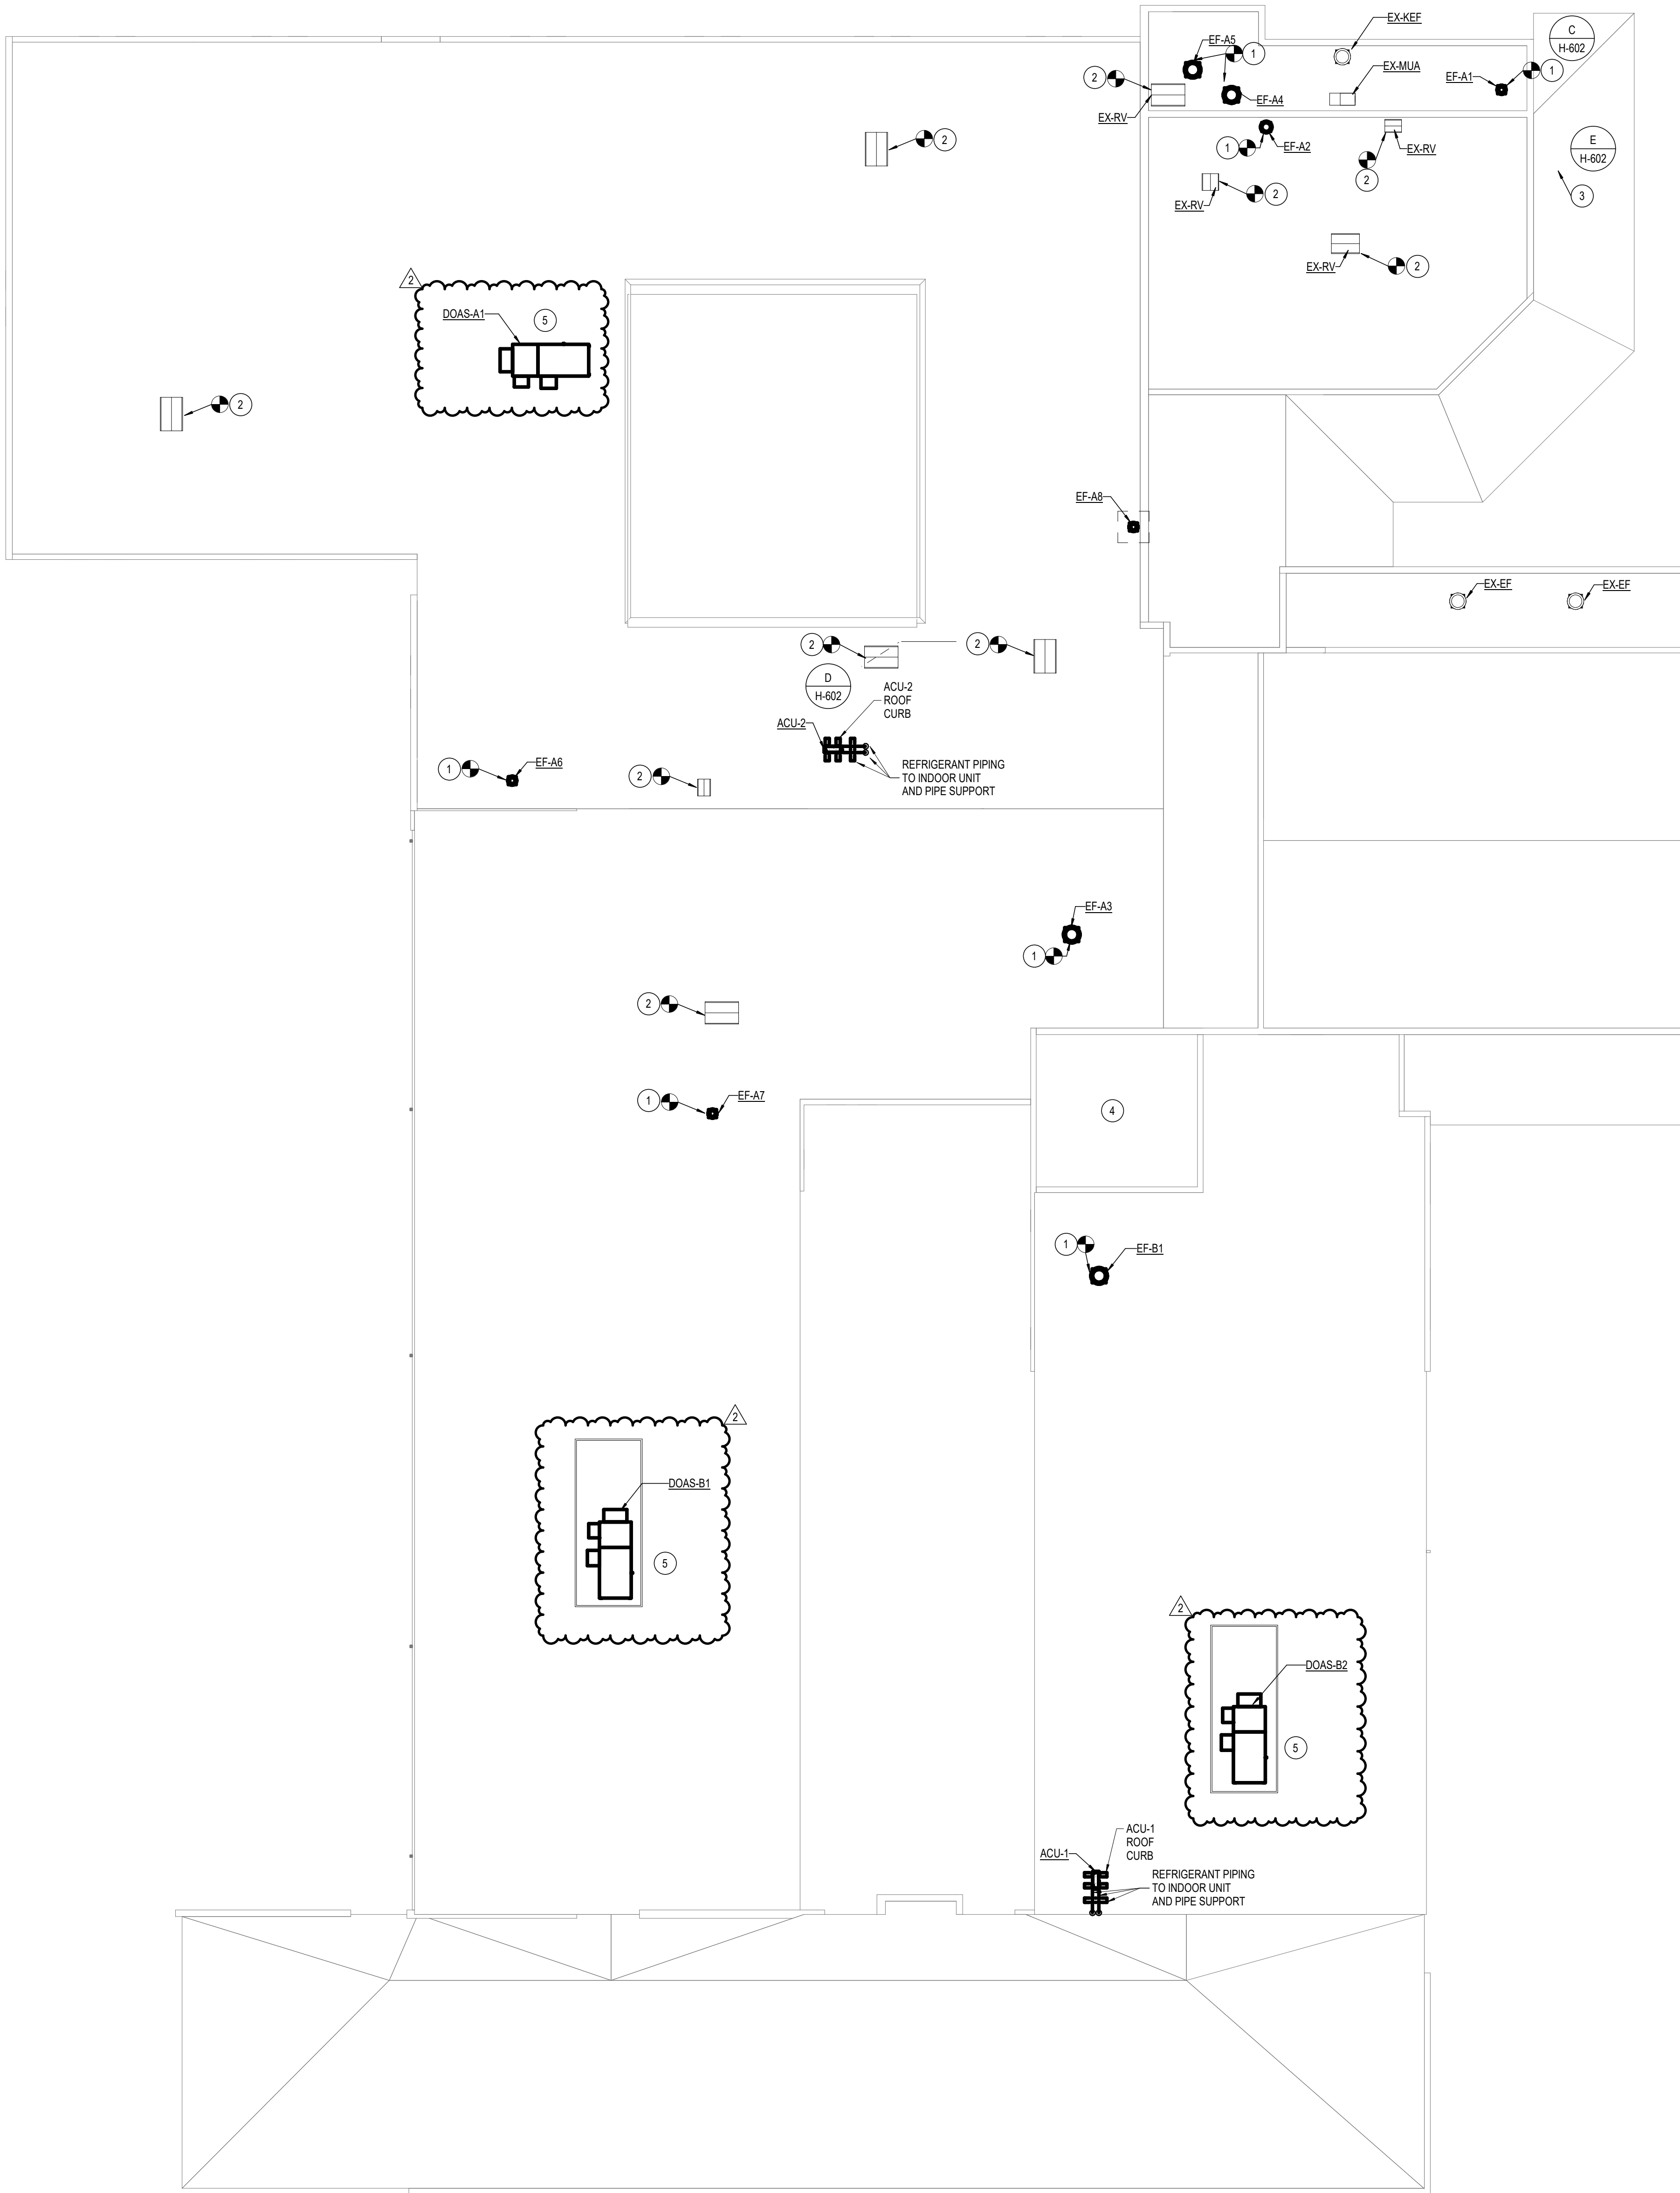 EX-KEF
C
H-602
EF-A5
1
2
EX-MUA
EF-A1
1
EF-A4
EX-RV
2
1
EF-A2
EX-RV
2
E
H-602
3
2
EX-RV
EX-RV
2
2
DOAS-A1
5
2
EF-A8
EX-EF
EX-EF
2
2
D
H-602
ACU-2
ROOF
CURB
ACU-2
REFRIGERANT PIPING
TO INDOOR UNIT
AND PIPE SUPPORT
1
EF-A6
2
EF-A3
1
2
1
EF-A7
4
1
EF-B1
2
DOAS-B1
5
2
DOAS-B2
5
ACU-1
ROOF
CURB
ACU-1
REFRIGERANT PIPING
TO INDOOR UNIT
AND PIPE SUPPORT